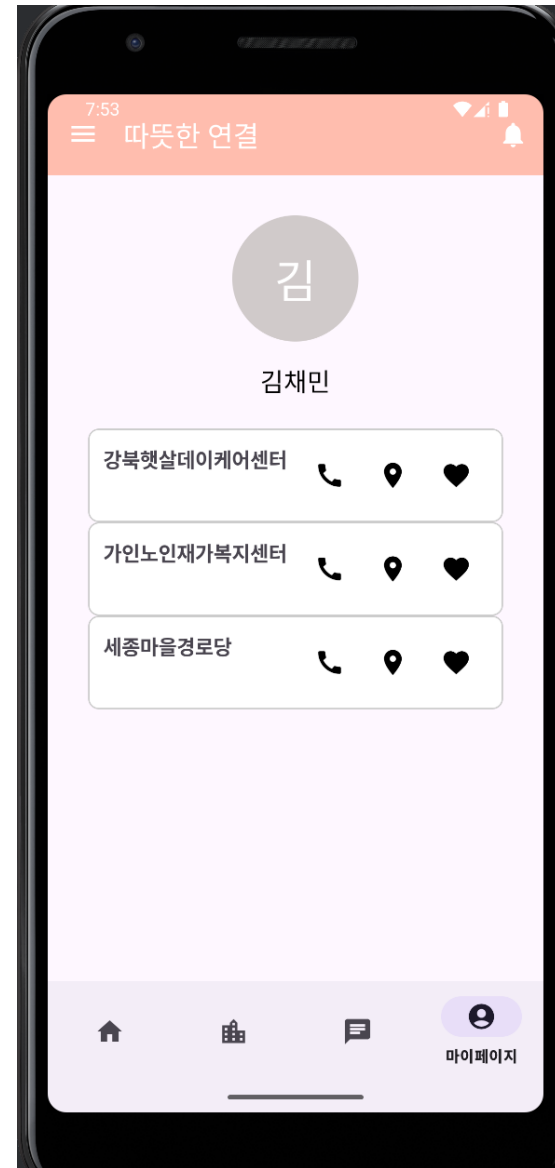 7:53
따뜻한 연결
김
김채민
강북햇살데이케어센터
가인노인재가복지센터
세종마을경로당
마이페이지